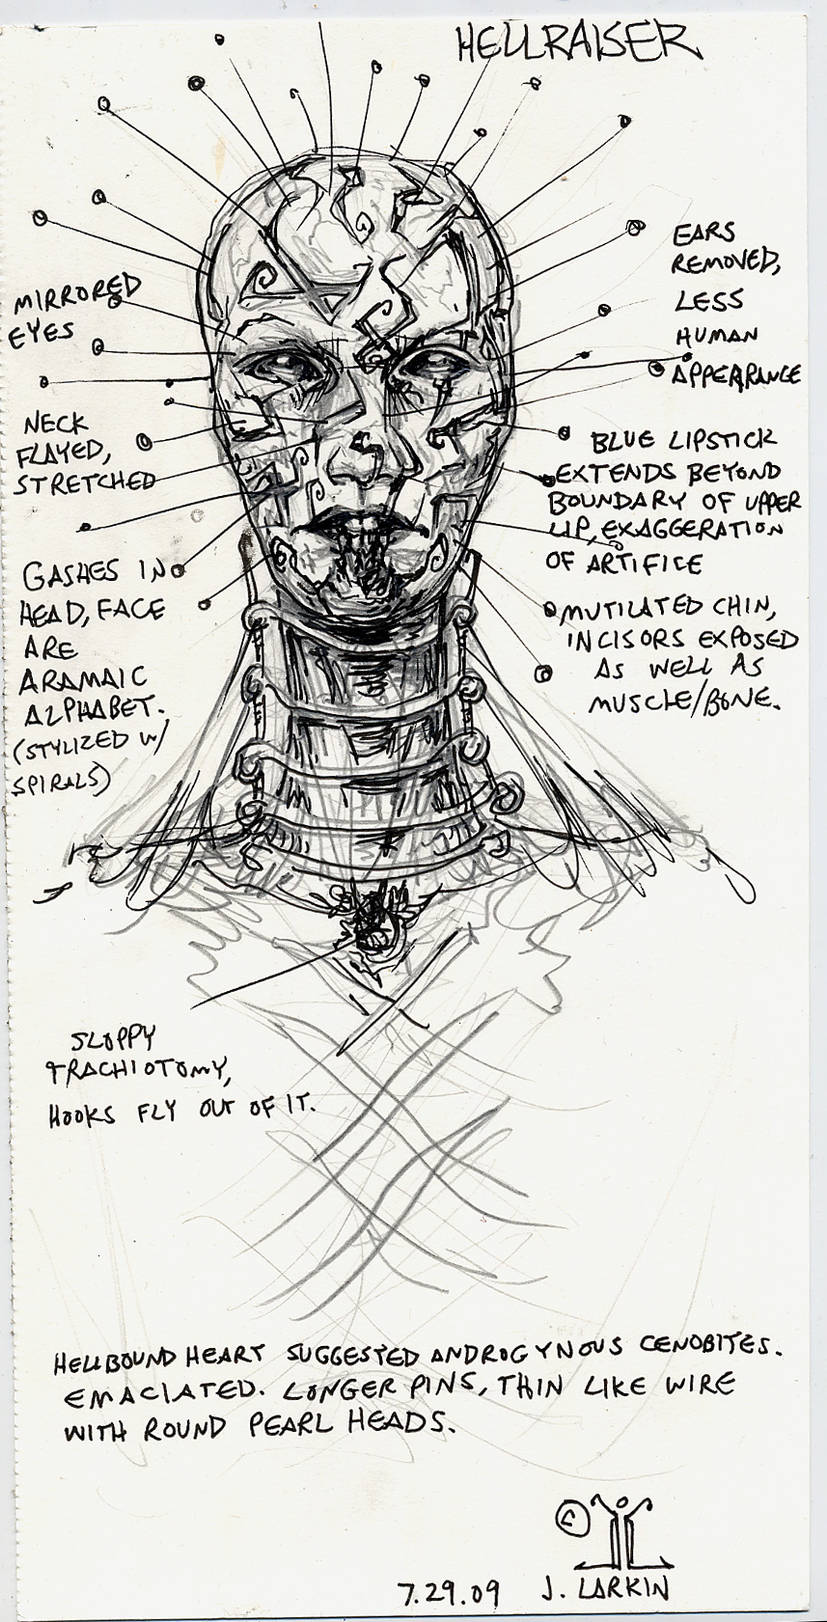 HELLRAISER
MIRRORED
EYES
NECK
FLAYED,
STRETCHED
GASHES IN
HEAD, FACE
ARE
ARAMAIC
ALPHABET.
(STYLIZED W/
SPIRALS)
EARS
REMOVED,
LESS
HUMAN
APPEARANCE
BLUE LIPSTICK
EXTENDS BEYOND
BOUNDARY OF UPPER
LIP, EXAGGERATION
OF ARTIFICE
MUTILATED CHIN,
INCISORS EXPOSED
AS WELL AS
MUSCLE/BONE.
SLOPPY
TRACHIOTOMY,
HOOKS FLY OUT OF IT.
HELLBOUND HEART SUGGESTED ANDROGYNOUS CENOBITES.
EMACIATED. LONGER PINS, THIN LIKE WIRE
WITH ROUND PEARL HEADS.
©
7.29.09 J. LARKIN